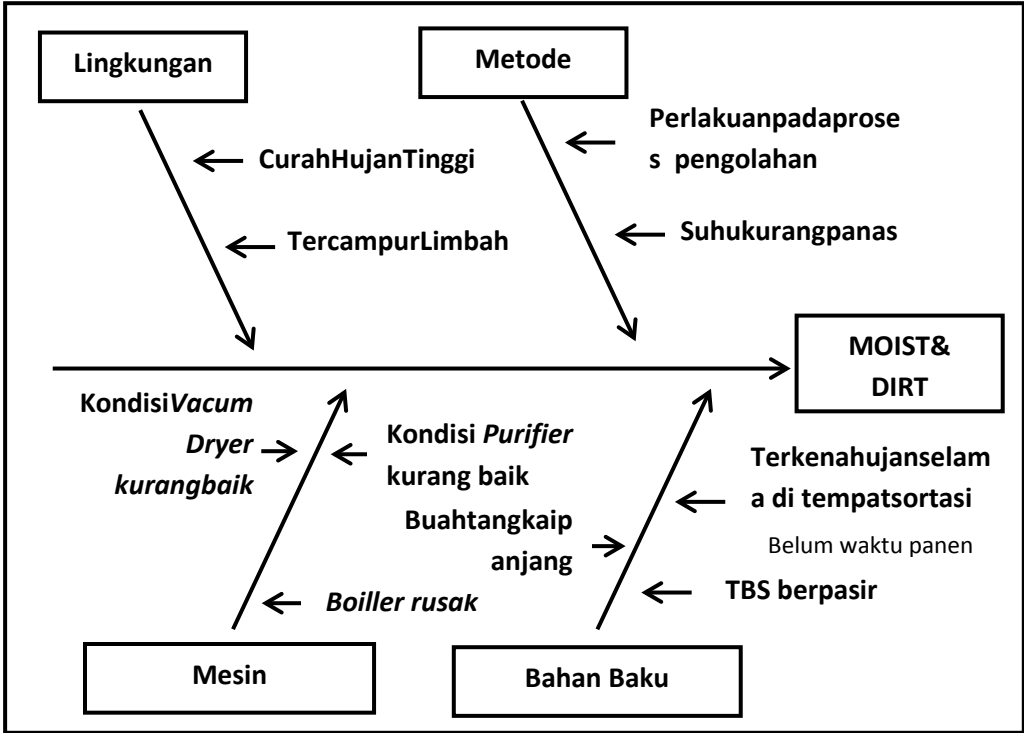 Lingkungan
Metode
Perlakuanpadaprose
s pengolahan
CurahHujanTinggi
Suhukurangpanas
TercampurLimbah
MOIST&
DIRT
KondisiVacum
Dryer
kurangbaik
Kondisi Purifier
kurang baik
Terkenahujanselam
a di tempatsortasi
Buahtangkaip
anjang
Belum waktu panen
TBS berpasir
Boiller rusak
Mesin
Bahan Baku